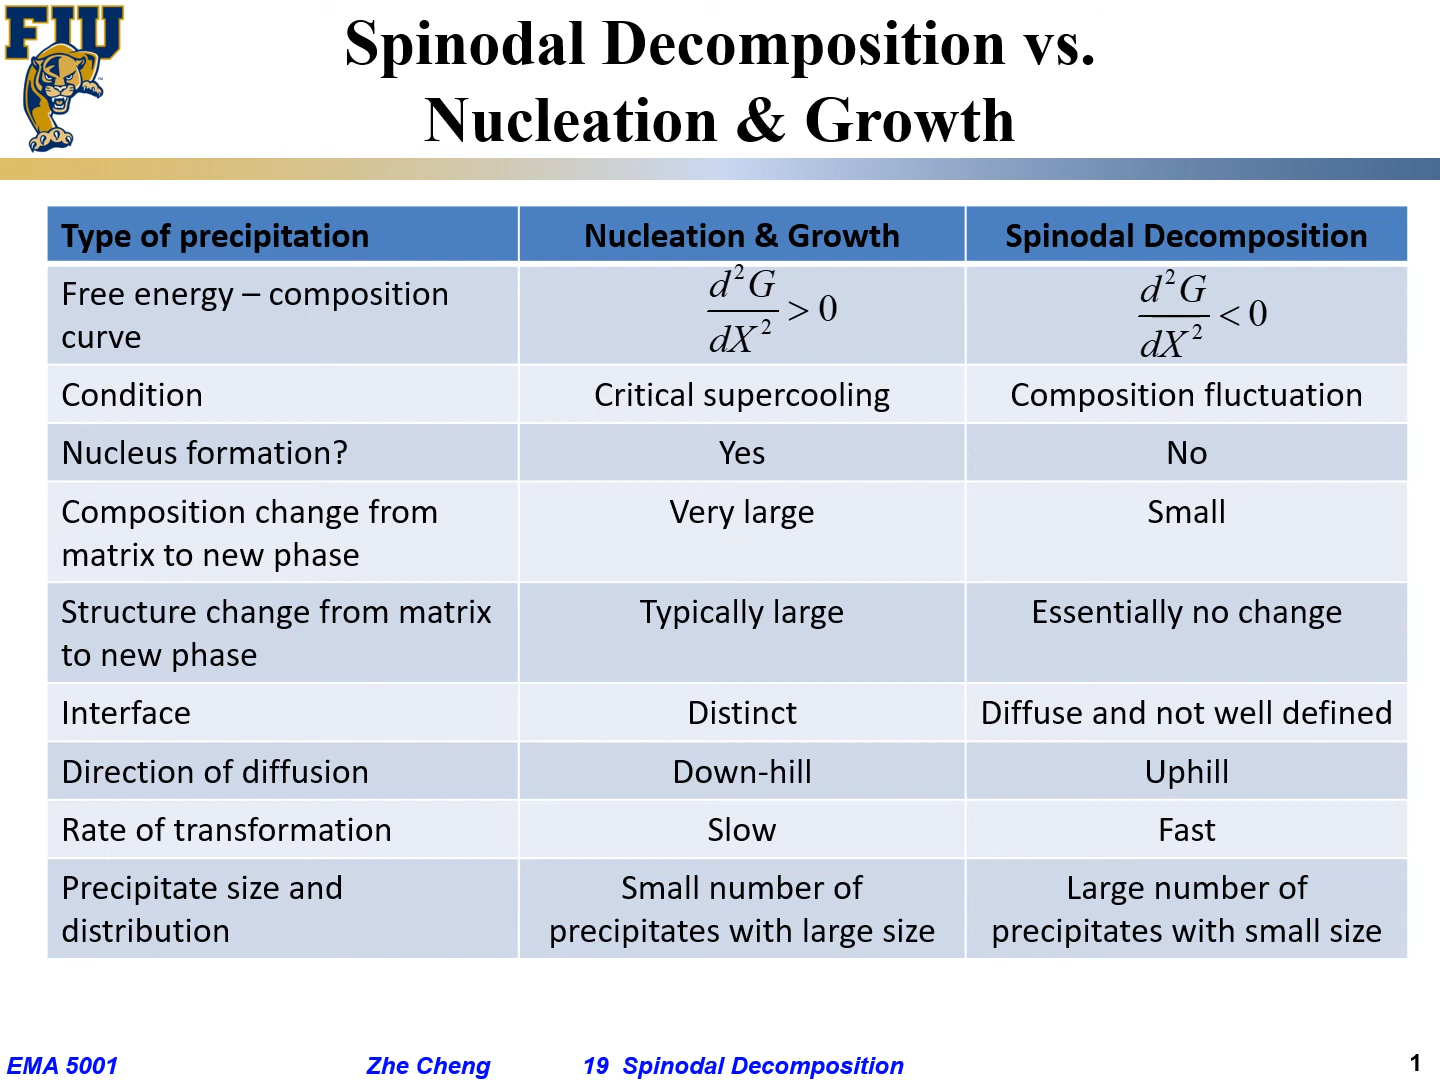 FIU
Spinodal Decomposition vs.
Nucleation & Growth
Type of precipitation
Nucleation & Growth
Spinodal Decomposition
Free energy – composition
curve
d²G
dX²
> 0
d²G
dX²
< 0
Condition
Critical supercooling
Composition fluctuation
Nucleus formation?
Yes
No
Composition change from
matrix to new phase
Very large
Small
Structure change from matrix
to new phase
Typically large
Essentially no change
Interface
Distinct
Diffuse and not well defined
Direction of diffusion
Down-hill
Uphill
Rate of transformation
Slow
Fast
Precipitate size and
distribution
Small number of
precipitates with large size
Large number of
precipitates with small size
EMA 5001
Zhe Cheng
19 Spinodal Decomposition
1